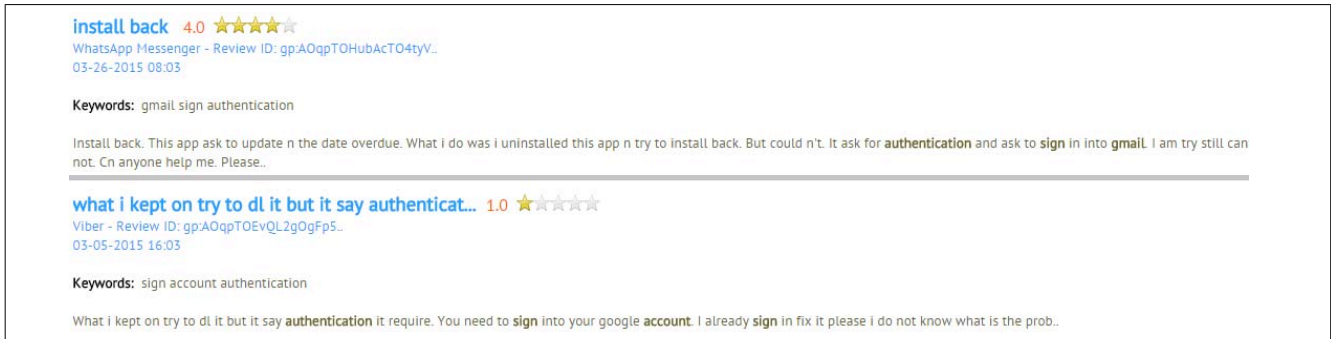 install back 4.0
WhatsApp Messenger - Review ID: gp:AOqpTOHubAcTO4tyV..
03-26-2015 08:03
Keywords: gmail sign authentication
Install back. This app ask to update n the date overdue. What i do was i uninstalled this app n try to install back. But could n't. It ask for authentication and ask to sign in into gmail. I am try still can
not. Cn anyone help me. Please..
what i kept on try to dl it but it say authenticat... 1.0
Viber - Review ID: gp:AOqpTOEvQL2gOgFp5..
03-05-2015 16:03
Keywords: sign account authentication
What i kept on try to dl it but it say authentication it require. You need to sign into your google account. I already sign in fix it please i do not know what is the prob..